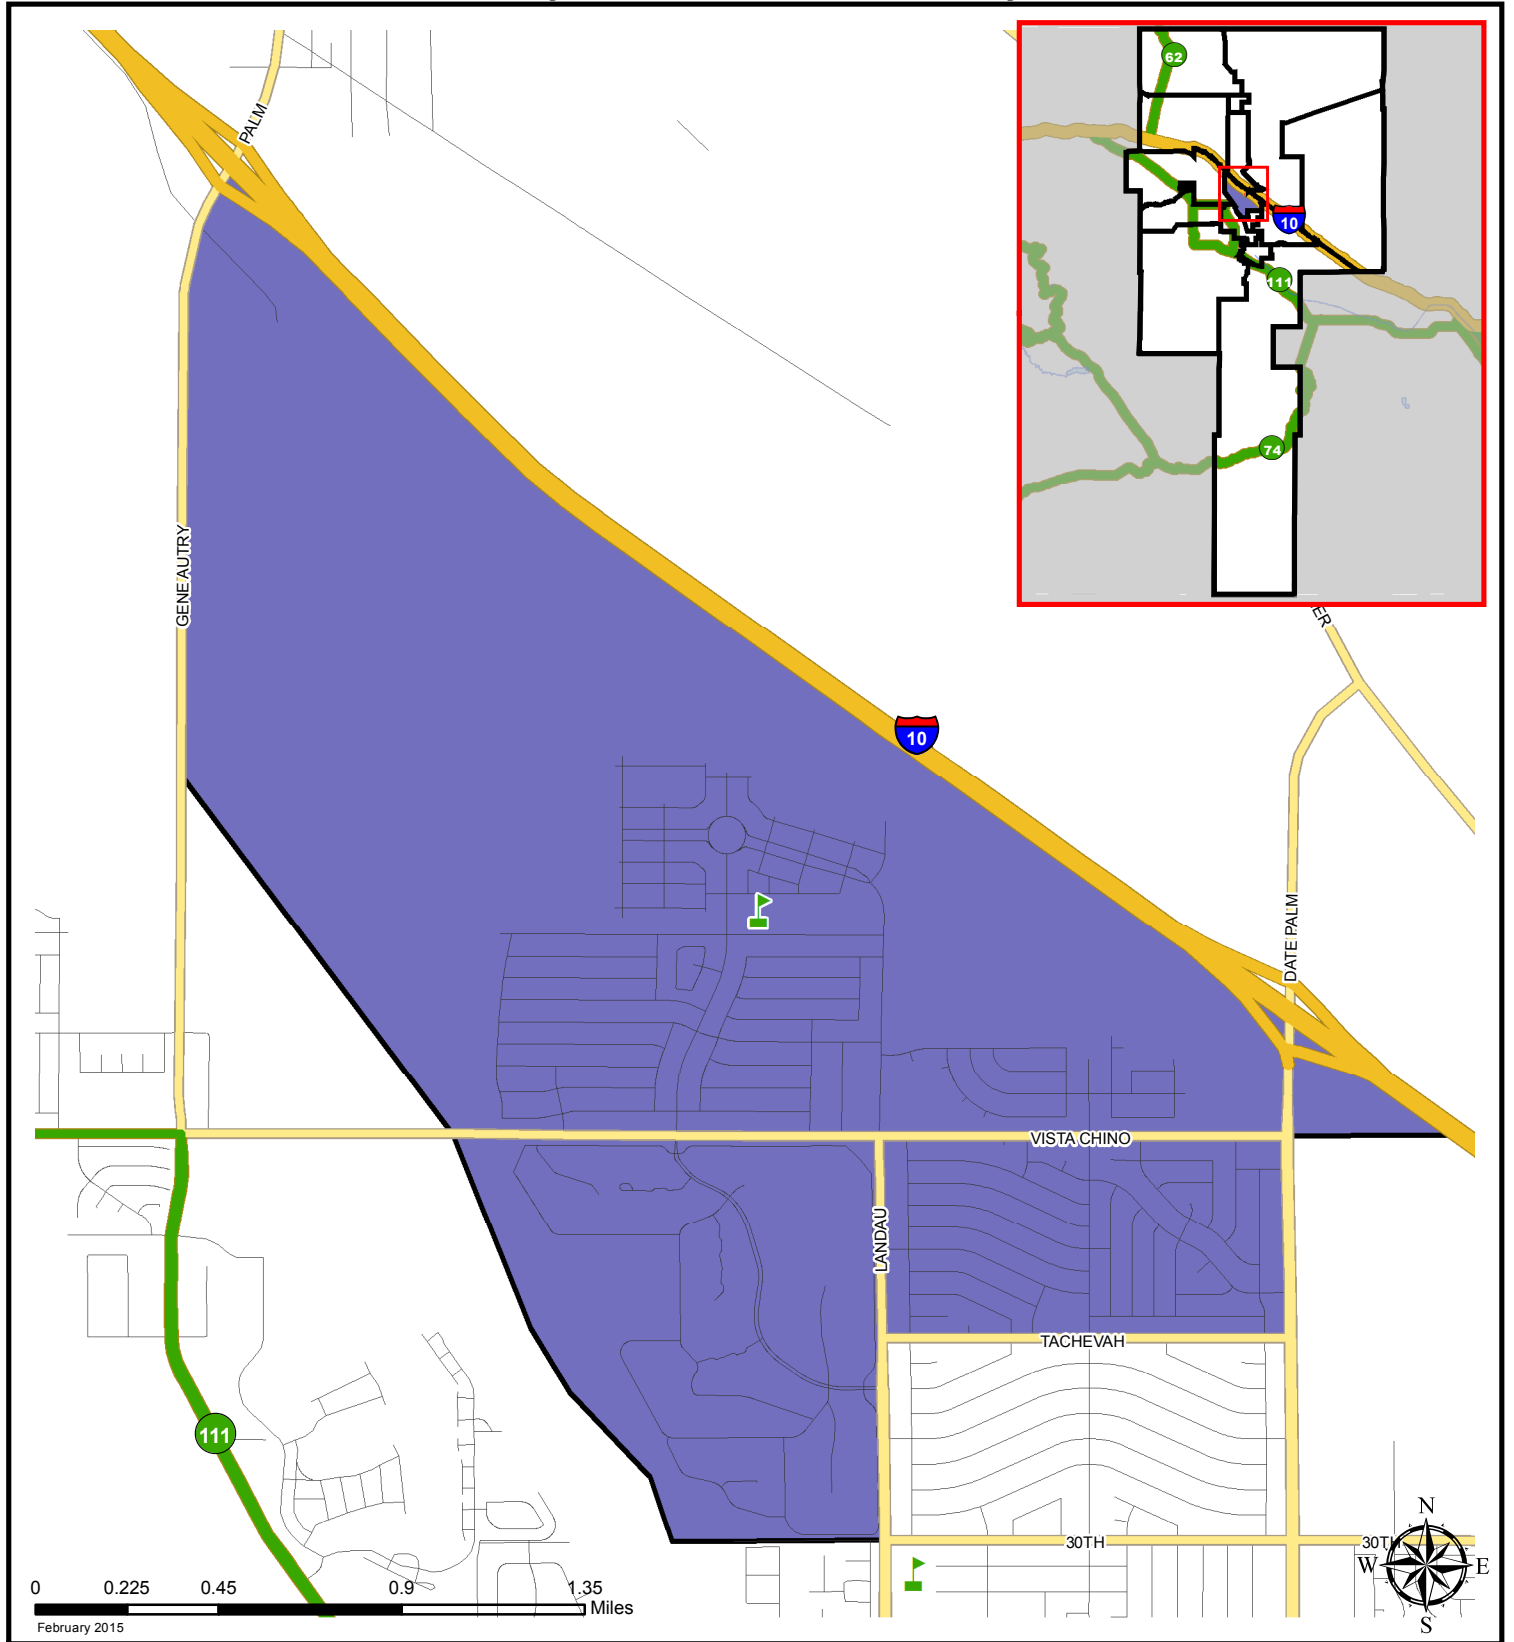 62
10
111
74
PALM
GENE AUTRY
10
DATE PALM
VISTA CHINO
LANDAU
TACHEVAH
111
30TH
30TH
N
W
E
S
0 0.225 0.45 0.9 1.35
Miles
February 2015